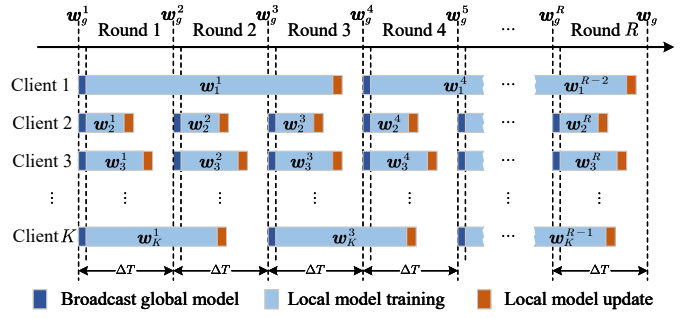 w_g^1 w_g^2 w_g^3 w_g^4 w_g^5 ... w_g^R w_g
Round 1 Round 2 Round 3 Round 4 ... Round R
Client 1 w_1^1 w_1^4 ... w_1^{R-2}
Client 2 w_2^1 w_2^2 w_2^3 w_2^4 ... w_2^R
Client 3 w_3^1 w_3^2 w_3^3 w_3^4 ... w_3^R
⋮ ⋮ ⋮ ⋮ ⋮ ⋮
Client K w_K^1 w_K^3 ... w_K^{R-1}
ΔT ΔT ΔT ΔT ΔT
Broadcast global model Local model training Local model update